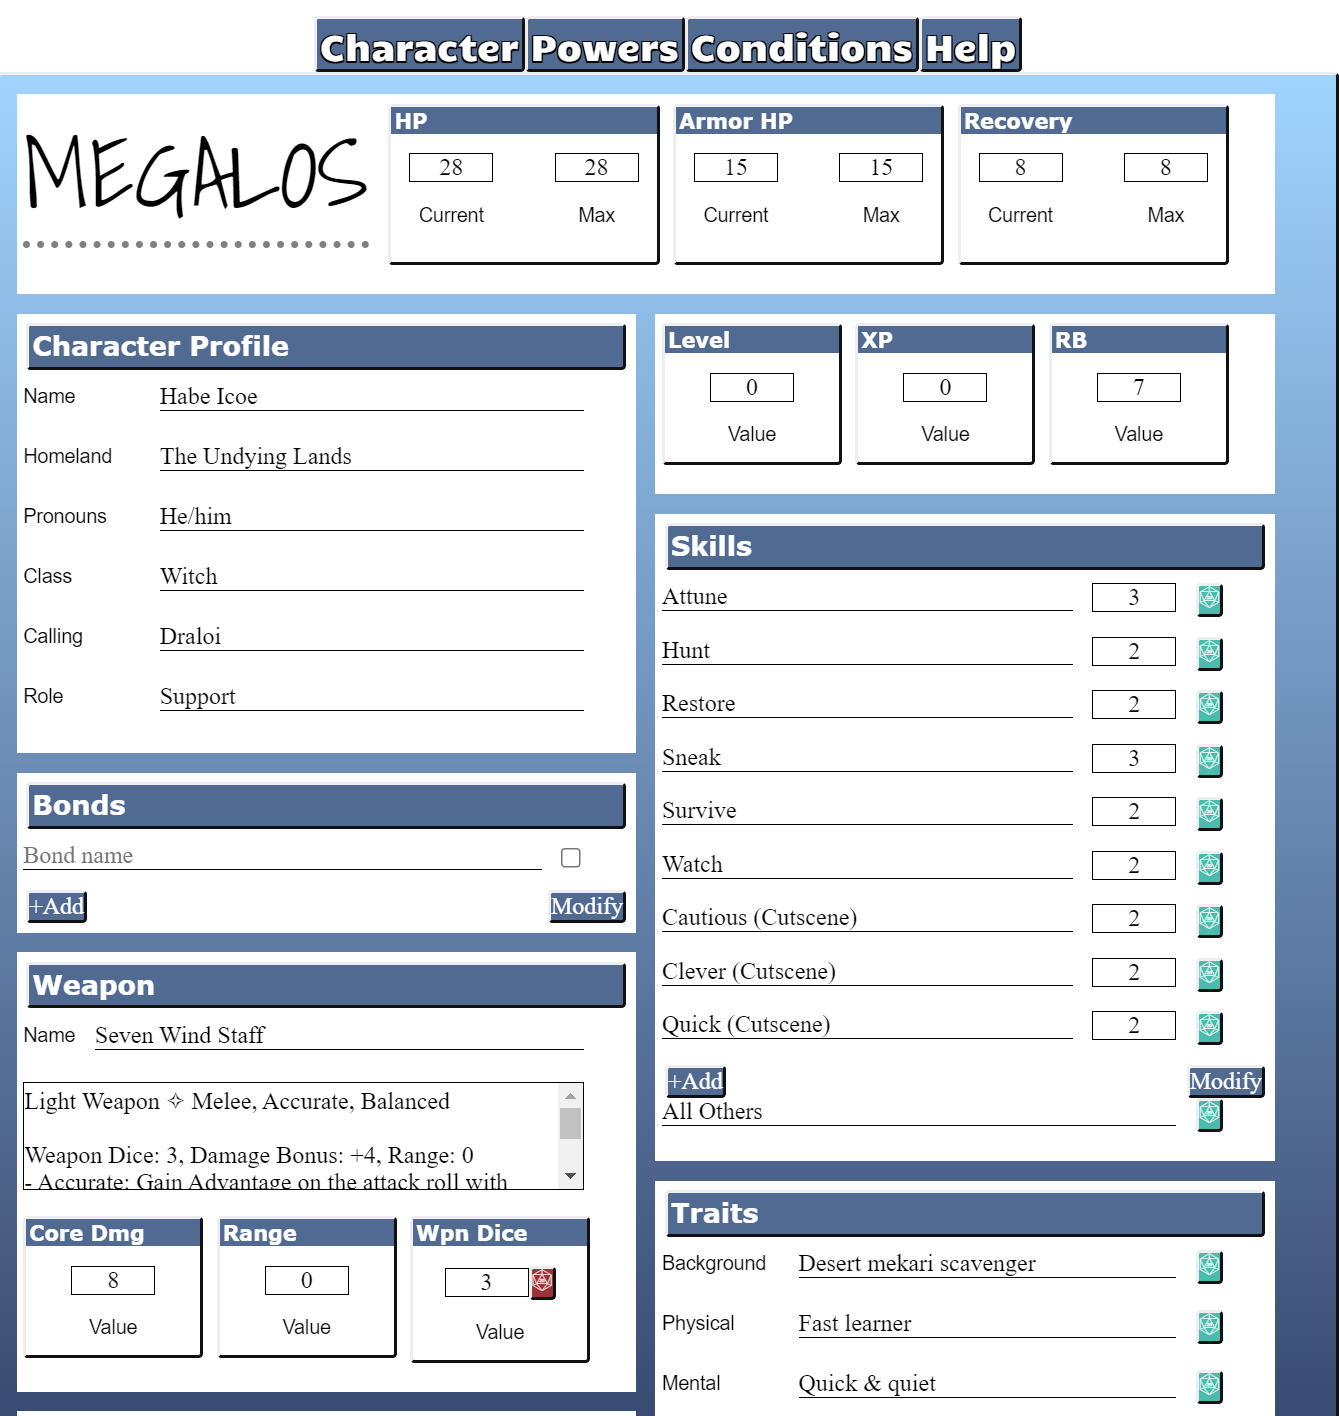 Character Powers Conditions Help
MEGALOS
HP
28 28
Current Max
Armor HP
15 15
Current Max
Recovery
8 8
Current Max
Character Profile
Name Habe Icoe
Homeland The Undying Lands
Pronouns He/him
Class Witch
Calling Draloi
Role Support
Bonds
Bond name
+Add Modify
Weapon
Name Seven Wind Staff
Light Weapon ✧ Melee, Accurate, Balanced
Weapon Dice: 3, Damage Bonus: +4, Range: 0
- Accurate: Gain Advantage on the attack roll with
Core Dmg
8
Value
Range
0
Value
Wpn Dice
3
Value
Level
0
Value
XP
0
Value
RB
7
Value
Skills
Attune 3
Hunt 2
Restore 2
Sneak 3
Survive 2
Watch 2
Cautious (Cutscene) 2
Clever (Cutscene) 2
Quick (Cutscene) 2
+Add Modify
All Others
Traits
Background Desert mekari scavenger
Physical Fast learner
Mental Quick & quiet